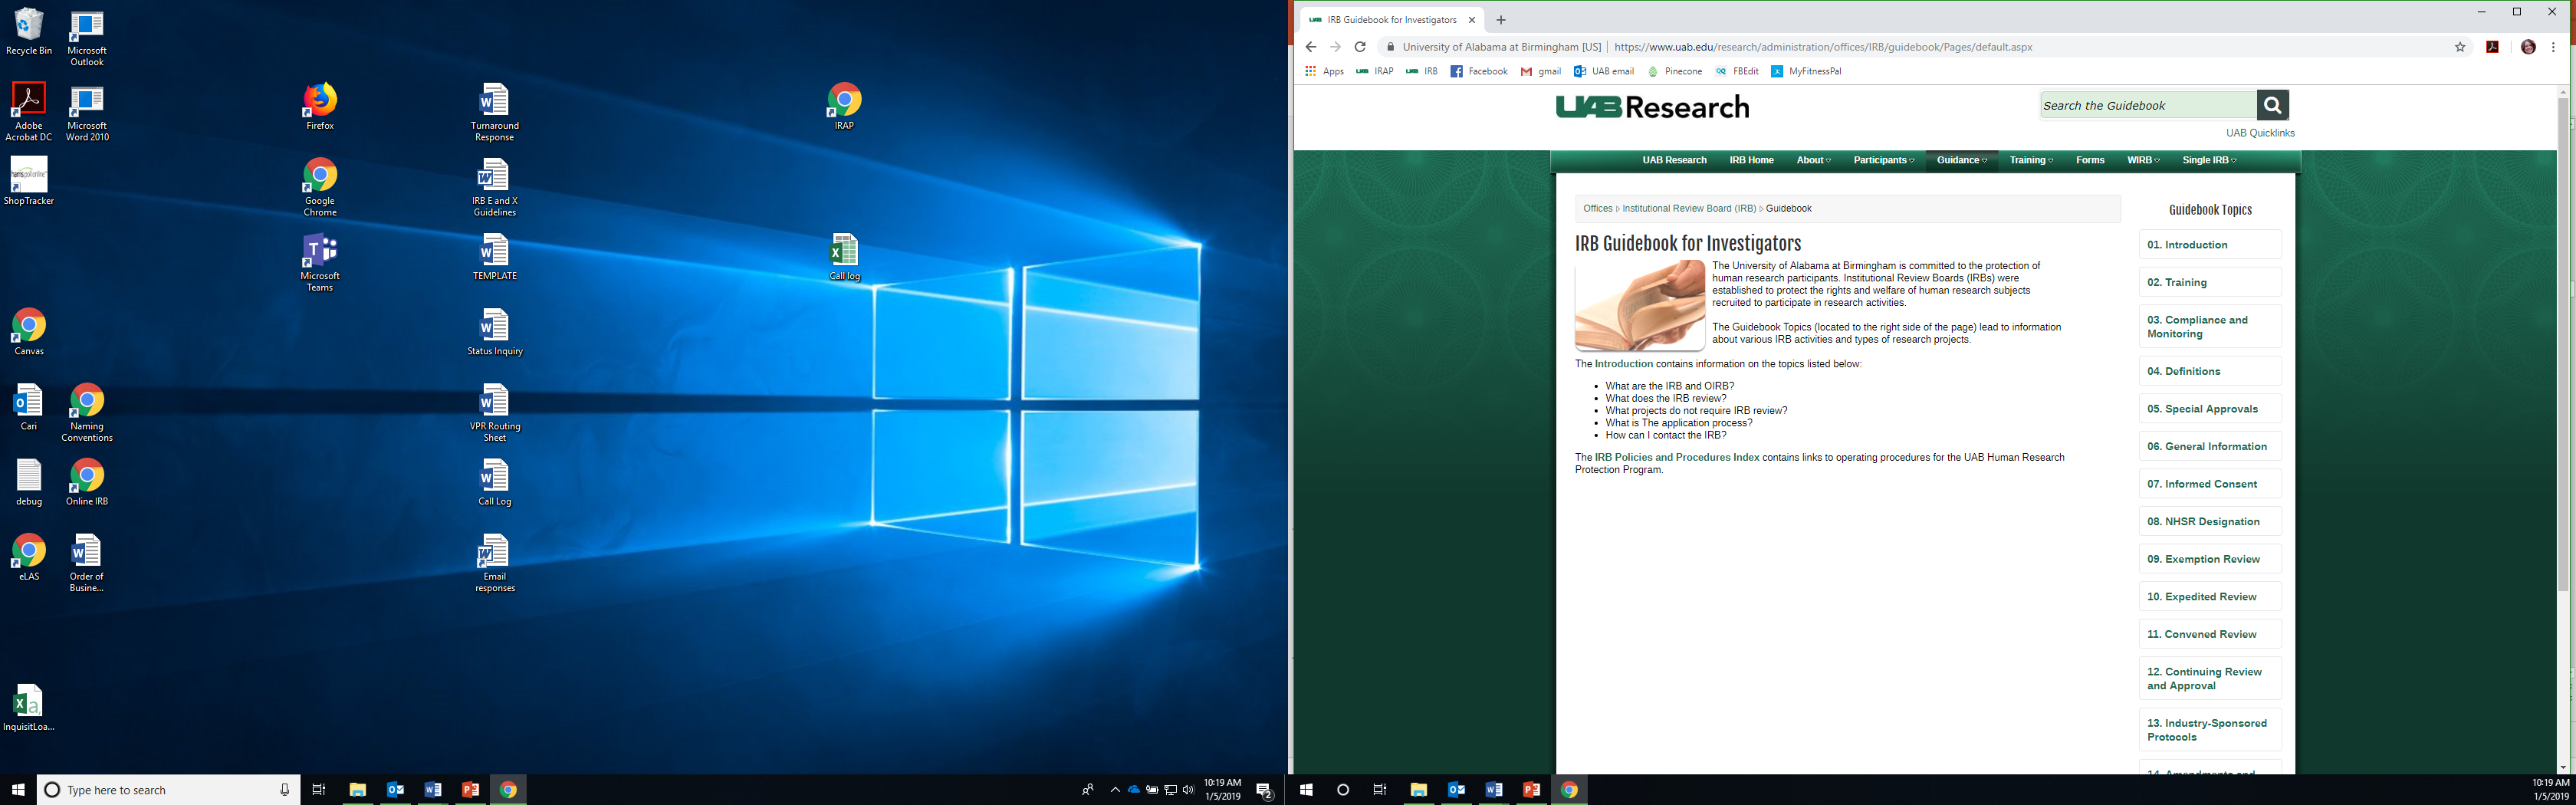 Recycle Bin
Microsoft
Outlook
Adobe
Acrobat DC
Microsoft
Word 2010
Firefox
Turnaround
Response
IRAP
ShopTracker
Google
Chrome
IRB E and X
Guidelines
Microsoft
Teams
TEMPLATE
Call log
Canvas
Status Inquiry
Cari
Naming
Conventions
VPR Routing
Sheet
debug
Online IRB
Call Log
eLAS
Order of
Busine...
Email
responses
InquisitLoa...
Type here to search
10:19 AM
1/5/2019
2
IRB Guidebook for Investigators
University of Alabama at Birmingham [US] https://www.uab.edu/research/administration/offices/IRB/guidebook/Pages/default.aspx
Apps IRAP IRB Facebook gmail UAB email Pinecone FBEdit MyFitnessPal
UAB Research
Search the Guidebook
UAB Quicklinks
UAB Research IRB Home About Participants Guidance Training Forms WIRB Single IRB
Offices Institutional Review Board (IRB) Guidebook
IRB Guidebook for Investigators
The University of Alabama at Birmingham is committed to the protection of
human research participants. Institutional Review Boards (IRBs) were
established to protect the rights and welfare of human research subjects
recruited to participate in research activities.
The Guidebook Topics (located to the right side of the page) lead to information
about various IRB activities and types of research projects.
The Introduction contains information on the topics listed below:
• What are the IRB and OIRB?
• What does the IRB review?
• What projects do not require IRB review?
• What is The application process?
• How can I contact the IRB?
The IRB Policies and Procedures Index contains links to operating procedures for the UAB Human Research
Protection Program.
Guidebook Topics
01. Introduction
02. Training
03. Compliance and
Monitoring
04. Definitions
05. Special Approvals
06. General Information
07. Informed Consent
08. NHSR Designation
09. Exemption Review
10. Expedited Review
11. Convened Review
12. Continuing Review
and Approval
13. Industry-Sponsored
Protocols
14. Amendments and
10:19 AM
1/5/2019